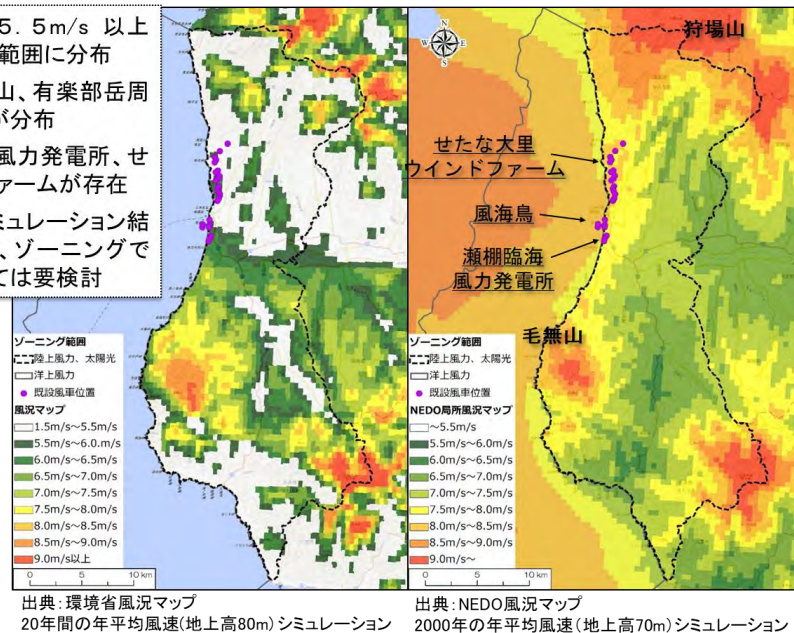 5.5m/s 以上
範囲に分布
山、有楽部岳周
が分布
風力発電所、せ
ァームが存在
ミュレーション結
、ゾーニングで
ては要検討
ゾーニング範囲
陸上風力、太陽光
洋上風力
既設風車位置
風況マップ
1.5m/s～5.5m/s
5.5m/s～6.0.m/s
6.0m/s～6.5m/s
6.5m/s～7.0m/s
7.0m/s～7.5m/s
7.5m/s～8.0m/s
8.0m/s～8.5m/s
8.5m/s～9.0m/s
9.0m/s以上
0 5 10 km
出典：環境省風況マップ
20年間の年平均風速(地上高80m)シミュレーション
N
W E
S
狩場山
せたな大里
ウインドファーム
風海鳥
瀬棚臨海
風力発電所
毛無山
ゾーニング範囲
陸上風力、太陽光
洋上風力
既設風車位置
NEDO局所風況マップ
～5.5m/s
5.5m/s～6.0m/s
6.0m/s～6.5m/s
6.5m/s～7.0m/s
7.0m/s～7.5m/s
7.5m/s～8.0m/s
8.0m/s～8.5m/s
8.5m/s～9.0m/s
9.0m/s～
0 5 10 km
出典：NEDO風況マップ
2000年の年平均風速(地上高70m)シミュレーション